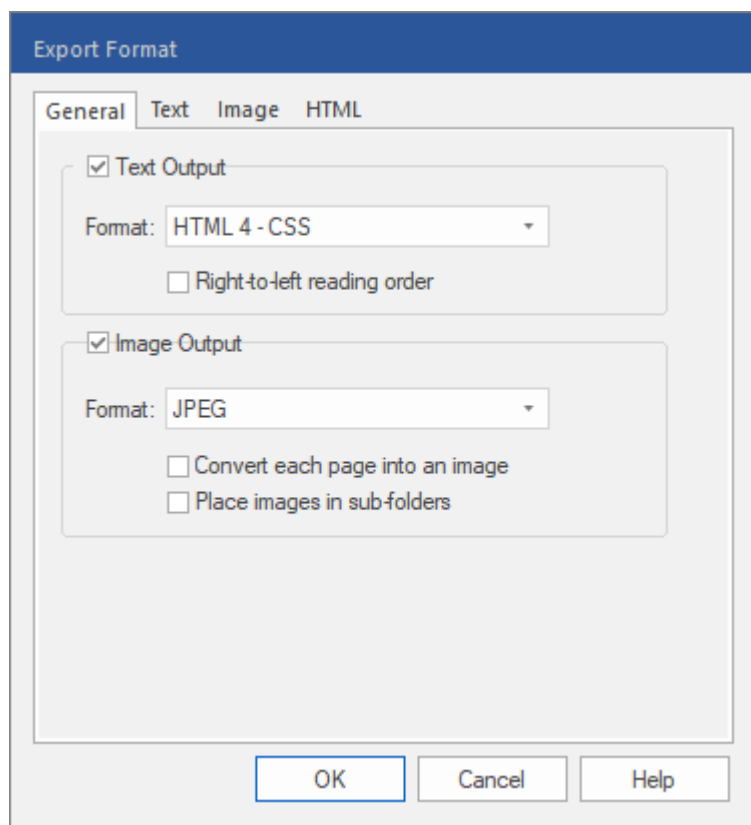 Export Format
General Text Image HTML
Text Output
Format: HTML 4 - CSS
Right-to-left reading order
Image Output
Format: JPEG
Convert each page into an image
Place images in sub-folders
OK Cancel Help